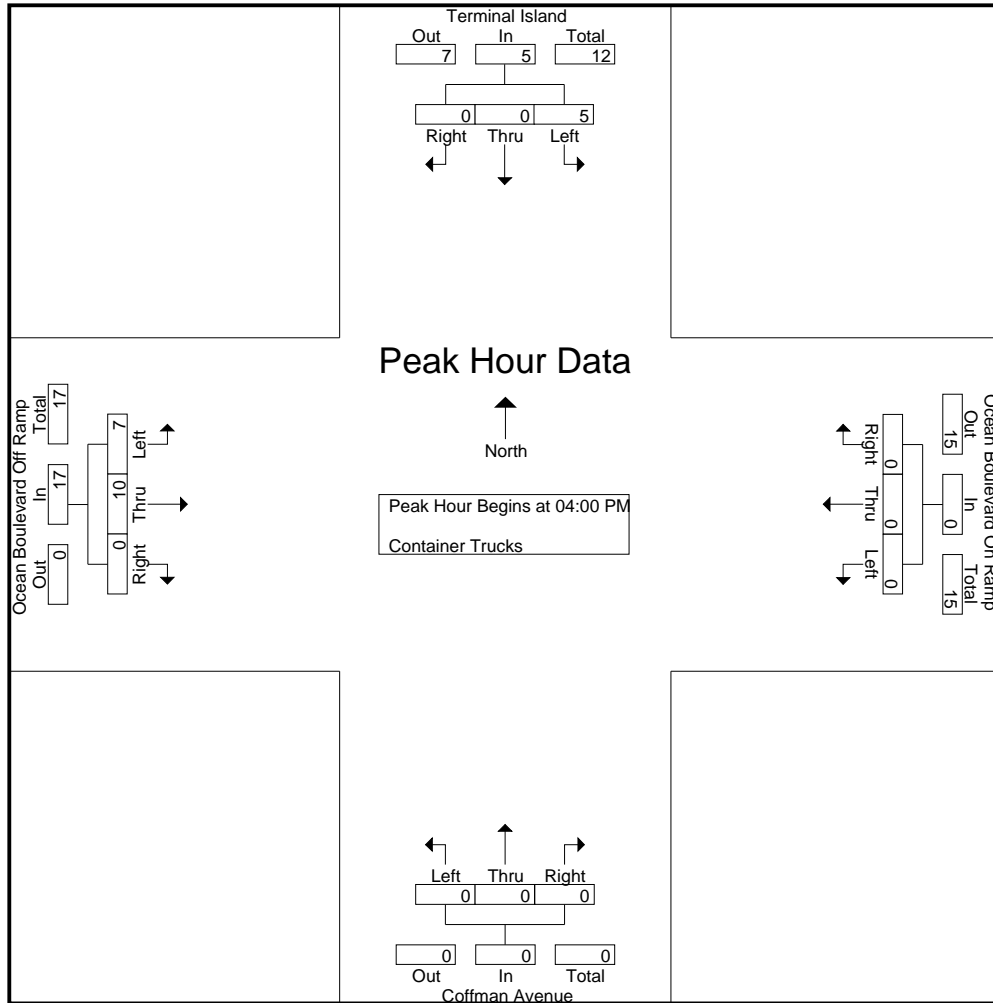 Terminal Island
Out In Total
7 5 12
0 0 5
Right Thru Left
Peak Hour Data
North
Peak Hour Begins at 04:00 PM
Container Trucks
Ocean Boulevard Off Ramp
Out In Total
0 17 17
7 10 0
Left Thru Right
Ocean Boulevard On Ramp
Out In Total
15 0 15
0 0 0
Right Thru Left
Left Thru Right
0 0 0
0 0 0
Out In Total
Coffman Avenue